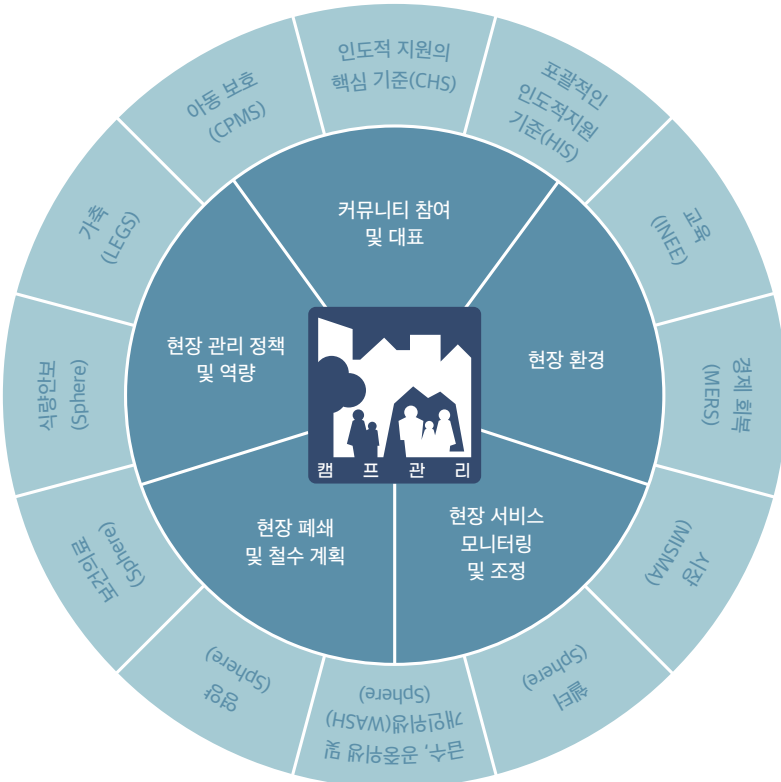 인도적 지원의
핵심 기준(CHS)
포괄적인
인도적지원
기준(HIS)
교육
(INEE)
경제 회복
(MERS)
시장
(MISMA)
쉘터
(Sphere)
급수, 공중위생 및
개인위생(WASH)
(Sphere)
영양
(Sphere)
보건의료
(Sphere)
식량안보
(Sphere)
가축
(LEGS)
아동 보호
(CPMS)
커뮤니티 참여
및 대표
현장 환경
현장 서비스
모니터링
및 조정
현장 폐쇄
및 철수 계획
현장 관리 정책
및 역량
캠 프 관 리